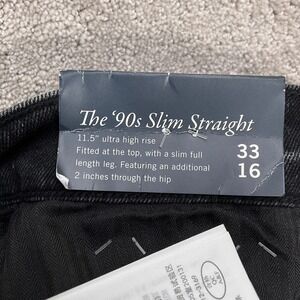 The '90s Slim Straight
11.5" ultra high rise
Fitted at the top, with a slim full
length leg. Featuring an additional
2 inches through the hip
33
16